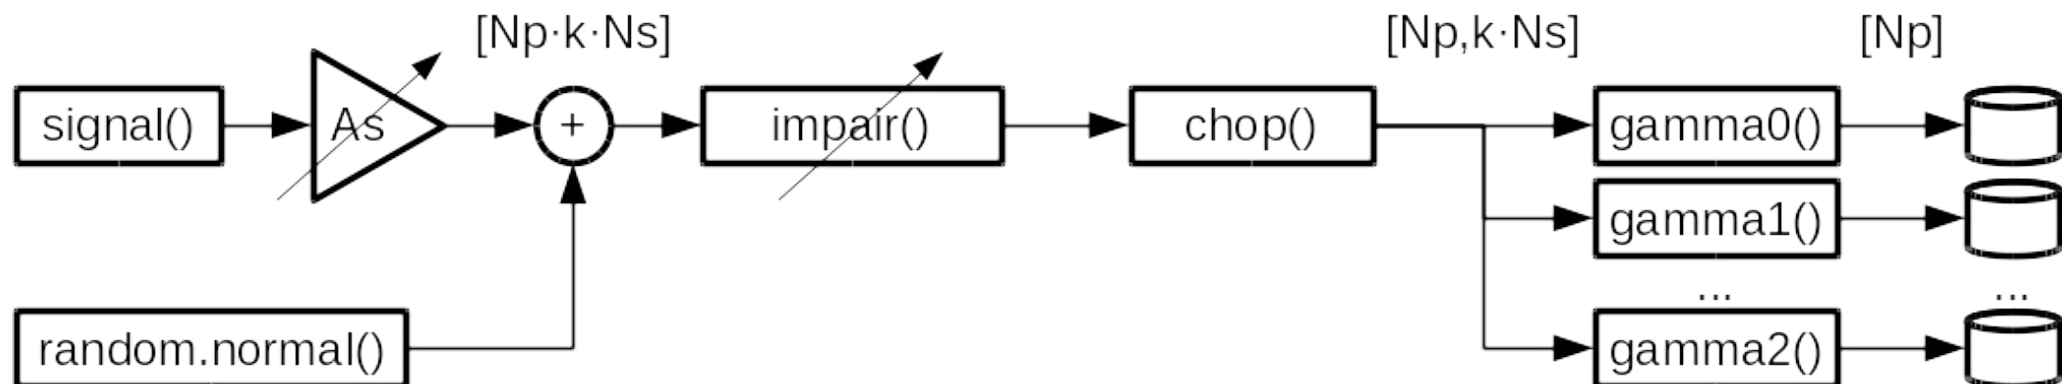 [Np·k·Ns]
[Np,k·Ns]
[Np]
signal()
As
+
impair()
chop()
gamma0()
gamma1()
... ...
random.normal()
gamma2()